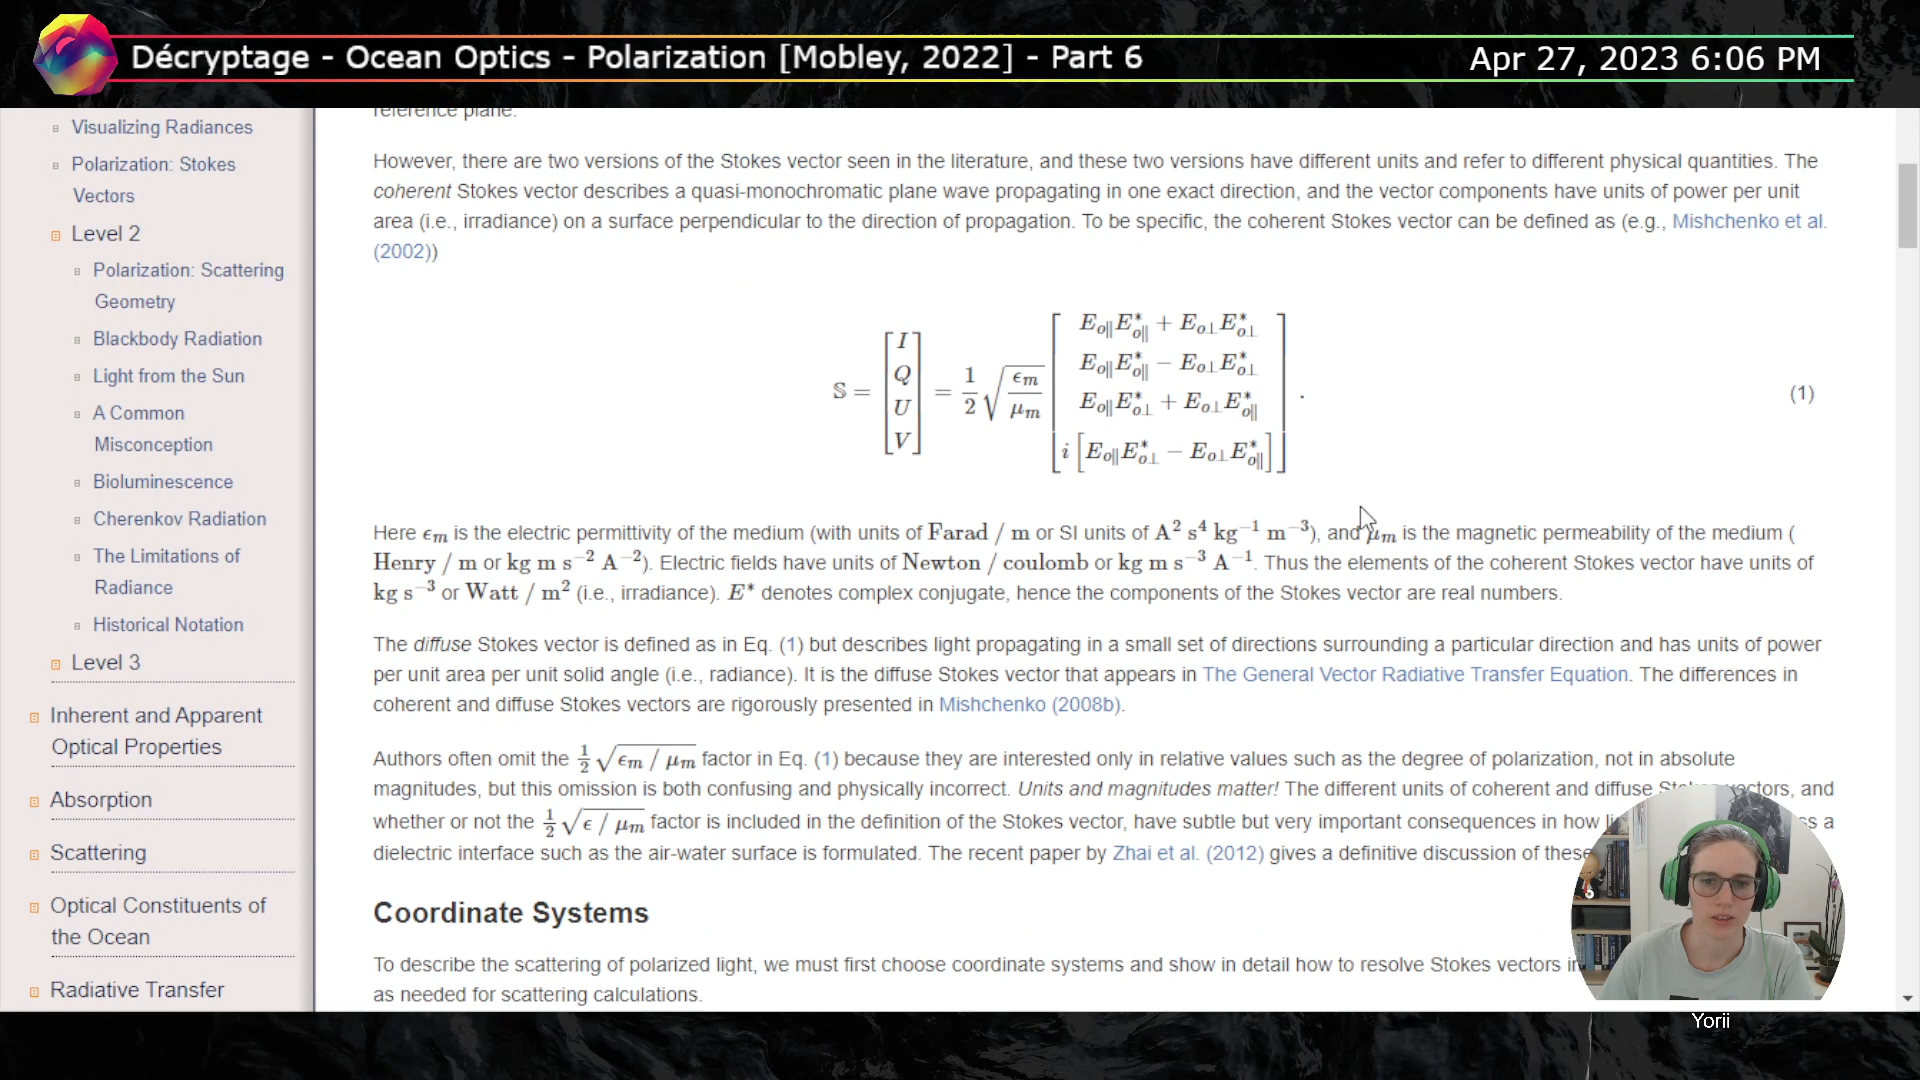 Décryptage - Ocean Optics - Polarization [Mobley, 2022] - Part 6
Apr 27, 2023 6:06 PM
Visualizing Radiances
Polarization: Stokes
Vectors
Level 2
Polarization: Scattering
Geometry
Blackbody Radiation
Light from the Sun
A Common
Misconception
Bioluminescence
Cherenkov Radiation
The Limitations of
Radiance
Historical Notation
Level 3
Inherent and Apparent
Optical Properties
Absorption
Scattering
Optical Constituents of
the Ocean
Radiative Transfer
reference plane.
However, there are two versions of the Stokes vector seen in the literature, and these two versions have different units and refer to different physical quantities. The
coherent Stokes vector describes a quasi-monochromatic plane wave propagating in one exact direction, and the vector components have units of power per unit
area (i.e., irradiance) on a surface perpendicular to the direction of propagation. To be specific, the coherent Stokes vector can be defined as (e.g., Mishchenko et al.
(2002))
𝕊 = [I Q U V] = 1/2 √(ϵm/μm) [Eo∥E*o∥ + Eo⊥E*o⊥
Eo∥E*o∥ − Eo⊥E*o⊥
Eo∥E*o⊥ + Eo⊥E*o∥
i [Eo∥E*o⊥ − Eo⊥E*o∥]] . (1)
Here ϵm is the electric permittivity of the medium (with units of Farad / m or SI units of A² s⁴ kg⁻¹ m⁻³), and μm is the magnetic permeability of the medium (
Henry / m or kg m s⁻² A⁻²). Electric fields have units of Newton / coulomb or kg m s⁻³ A⁻¹. Thus the elements of the coherent Stokes vector have units of
kg s⁻³ or Watt / m² (i.e., irradiance). E* denotes complex conjugate, hence the components of the Stokes vector are real numbers.
The diffuse Stokes vector is defined as in Eq. (1) but describes light propagating in a small set of directions surrounding a particular direction and has units of power
per unit area per unit solid angle (i.e., radiance). It is the diffuse Stokes vector that appears in The General Vector Radiative Transfer Equation. The differences in
coherent and diffuse Stokes vectors are rigorously presented in Mishchenko (2008b).
Authors often omit the 1/2 √(ϵm / μm) factor in Eq. (1) because they are interested only in relative values such as the degree of polarization, not in absolute
magnitudes, but this omission is both confusing and physically incorrect. Units and magnitudes matter! The different units of coherent and diffuse Stokes vectors, and
whether or not the 1/2 √(ϵ / μm) factor is included in the definition of the Stokes vector, have subtle but very important consequences in how a
dielectric interface such as the air-water surface is formulated. The recent paper by Zhai et al. (2012) gives a definitive discussion of these
Coordinate Systems
To describe the scattering of polarized light, we must first choose coordinate systems and show in detail how to resolve Stokes vectors in
as needed for scattering calculations.
Yorii